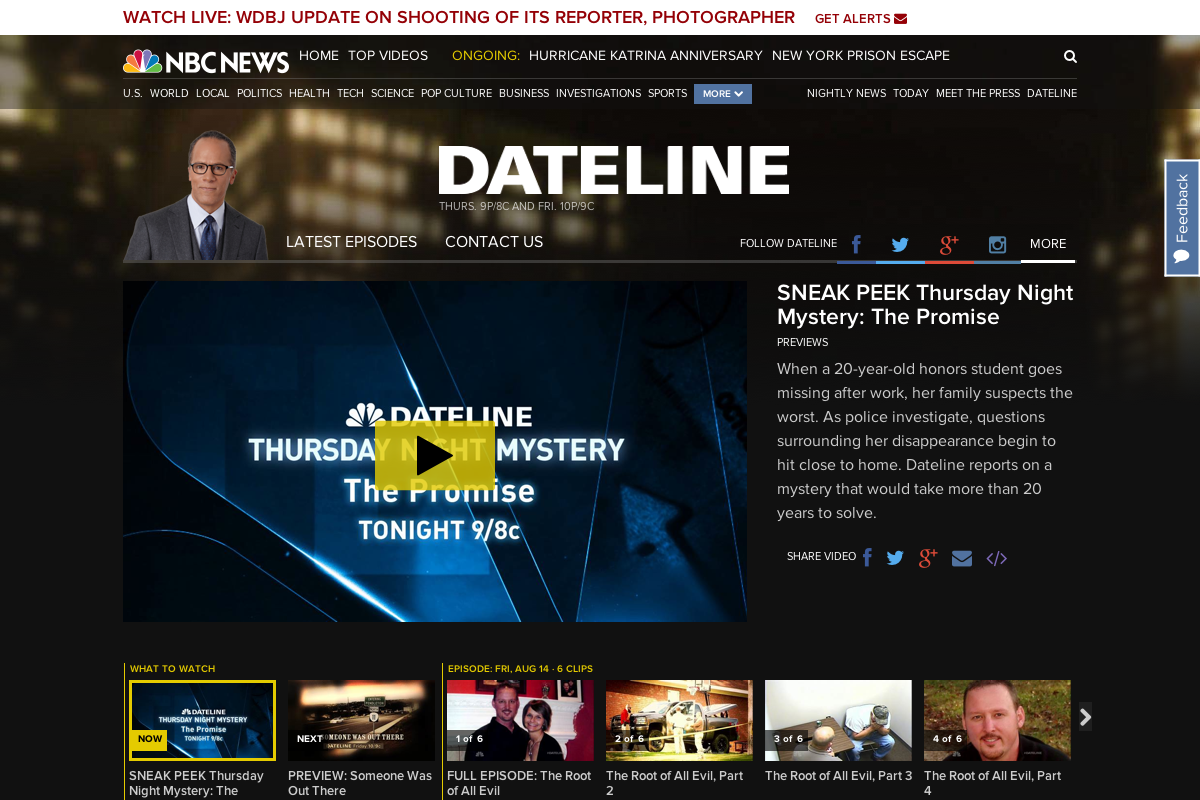 WATCH LIVE: WDBJ UPDATE ON SHOOTING OF ITS REPORTER, PHOTOGRAPHER GET ALERTS
NBC NEWS HOME TOP VIDEOS ONGOING: HURRICANE KATRINA ANNIVERSARY NEW YORK PRISON ESCAPE
U.S. WORLD LOCAL POLITICS HEALTH TECH SCIENCE POP CULTURE BUSINESS INVESTIGATIONS SPORTS MORE NIGHTLY NEWS TODAY MEET THE PRESS DATELINE
DATELINE
THURS. 9P/8C AND FRI. 10P/9C
LATEST EPISODES CONTACT US FOLLOW DATELINE MORE
Feedback
DATELINE
THURSDAY NIGHT MYSTERY
The Promise
TONIGHT 9/8c
SNEAK PEEK Thursday Night
Mystery: The Promise
PREVIEWS
When a 20-year-old honors student goes
missing after work, her family suspects the
worst. As police investigate, questions
surrounding her disappearance begin to
hit close to home. Dateline reports on a
mystery that would take more than 20
years to solve.
SHARE VIDEO
WHAT TO WATCH
DATELINE
THURSDAY NIGHT MYSTERY
The Promise
TONIGHT 9/8c
NOW
SNEAK PEEK Thursday
Night Mystery: The
SOMEONE WAS OUT THERE
DATELINE Friday 10/9c
NEXT
PREVIEW: Someone Was
Out There
EPISODE: FRI, AUG 14 · 6 CLIPS
1 of 6
FULL EPISODE: The Root
of All Evil
2 of 6
The Root of All Evil, Part
2
3 of 6
The Root of All Evil, Part 3
4 of 6
The Root of All Evil, Part
4